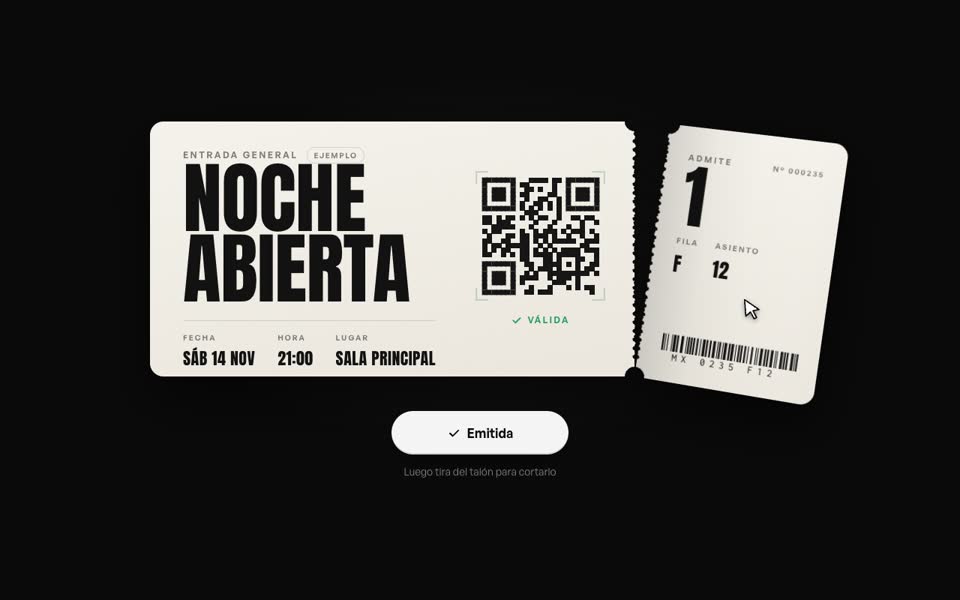 ENTRADA GENERAL EJEMPLO
NOCHE
ABIERTA
FECHA HORA LUGAR
SÁB 14 NOV 21:00 SALA PRINCIPAL
VÁLIDA
ADMITE Nº 000235
1
FILA ASIENTO
F 12
MX 0235 F12
Emitida
Luego tira del talón para cortarlo